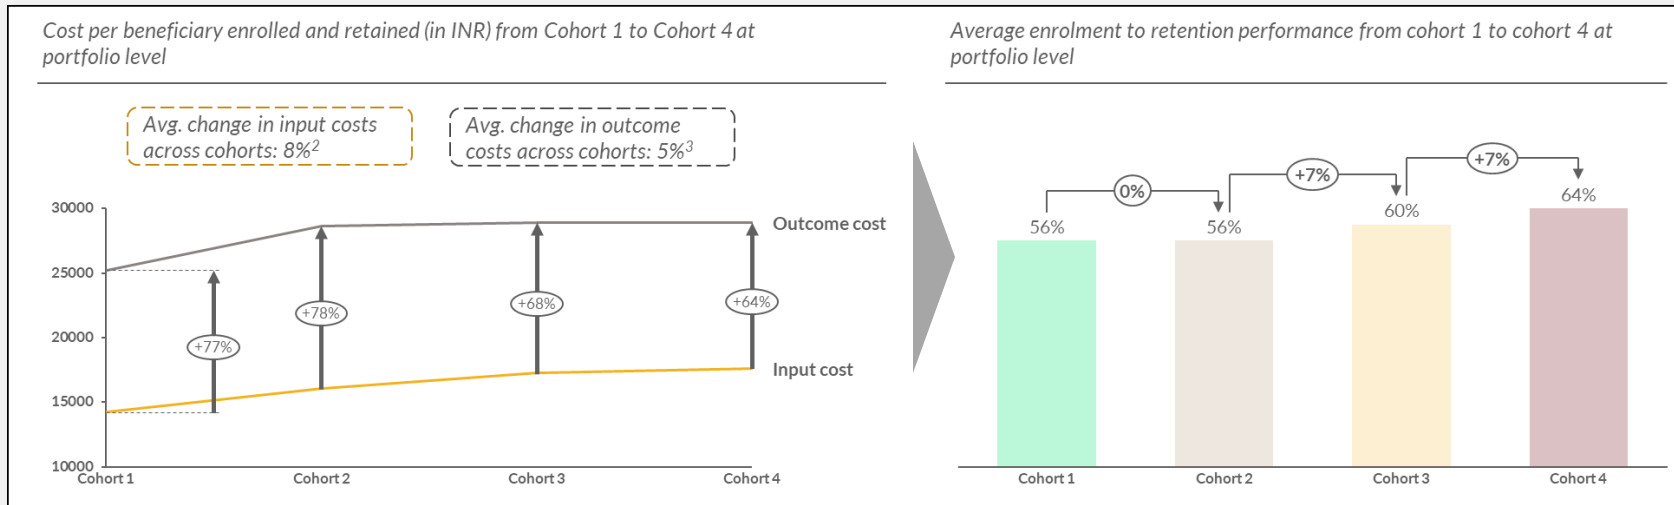 Cost per beneficiary enrolled and retained (in INR) from Cohort 1 to Cohort 4 at
portfolio level
Avg. change in input costs
across cohorts: 8%2
Avg. change in outcome
costs across cohorts: 5%3
30000
25000
20000
15000
10000
Outcome cost
Input cost
+77%
+78%
+68%
+64%
Cohort 1
Cohort 2
Cohort 3
Cohort 4
Average enrolment to retention performance from cohort 1 to cohort 4 at
portfolio level
0%
+7%
+7%
56%
56%
60%
64%
Cohort 1
Cohort 2
Cohort 3
Cohort 4